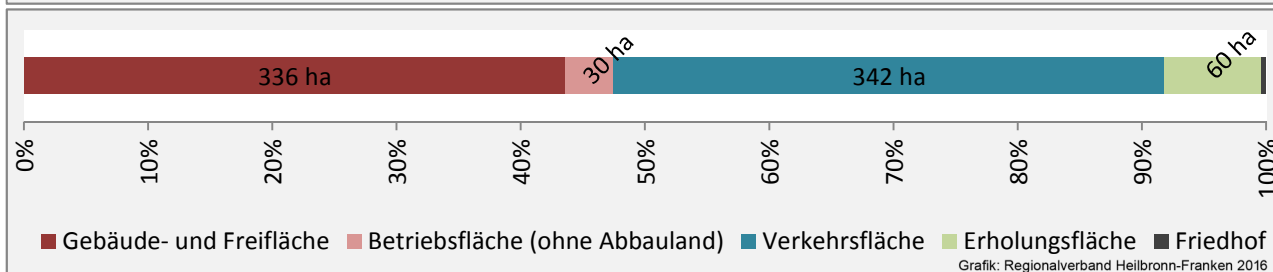 336 ha 30 ha 342 ha 60 ha
0% 10% 20% 30% 40% 50% 60% 70% 80% 90% 100%
Gebäude- und Freifläche Betriebsfläche (ohne Abbauland) Verkehrsfläche Erholungsfläche Friedhof
Grafik: Regionalverband Heilbronn-Franken 2016